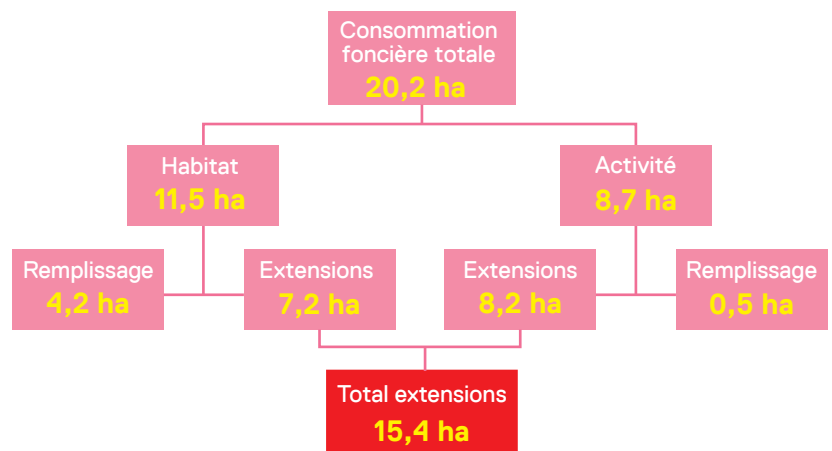 Consommation
foncière totale
20,2 ha
Habitat
11,5 ha
Activité
8,7 ha
Remplissage
4,2 ha
Extensions
7,2 ha
Extensions
8,2 ha
Remplissage
0,5 ha
Total extensions
15,4 ha